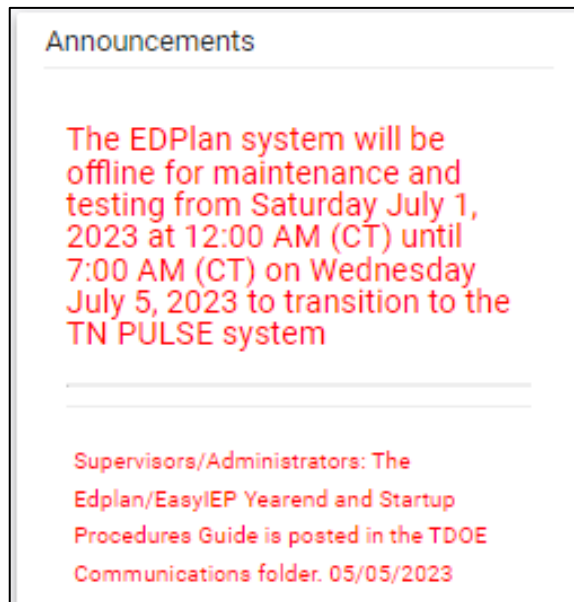 Announcements
The EDPlan system will be
offline for maintenance and
testing from Saturday July 1,
2023 at 12:00 AM (CT) until
7:00 AM (CT) on Wednesday
July 5, 2023 to transition to the
TN PULSE system
Supervisors/Administrators: The
Edplan/EasyIEP Yearend and Startup
Procedures Guide is posted in the TDOE
Communications folder. 05/05/2023